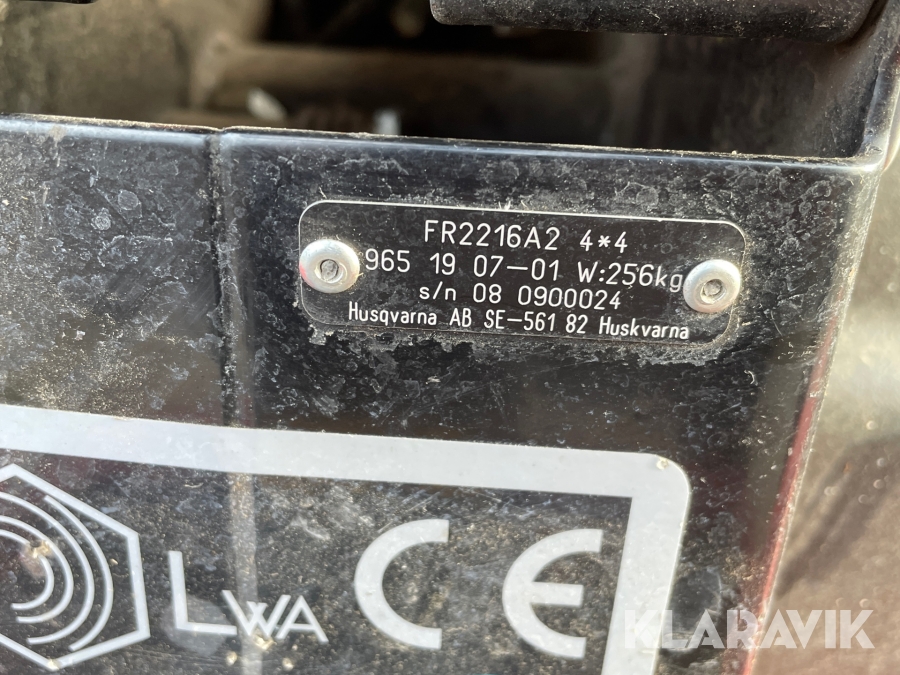 FR2216A2 4*4
965 19 07-01 W:256kg
s/n 08 0900024
Husqvarna AB SE-561 82 Huskvarna
LWA CE
KLARAVIK